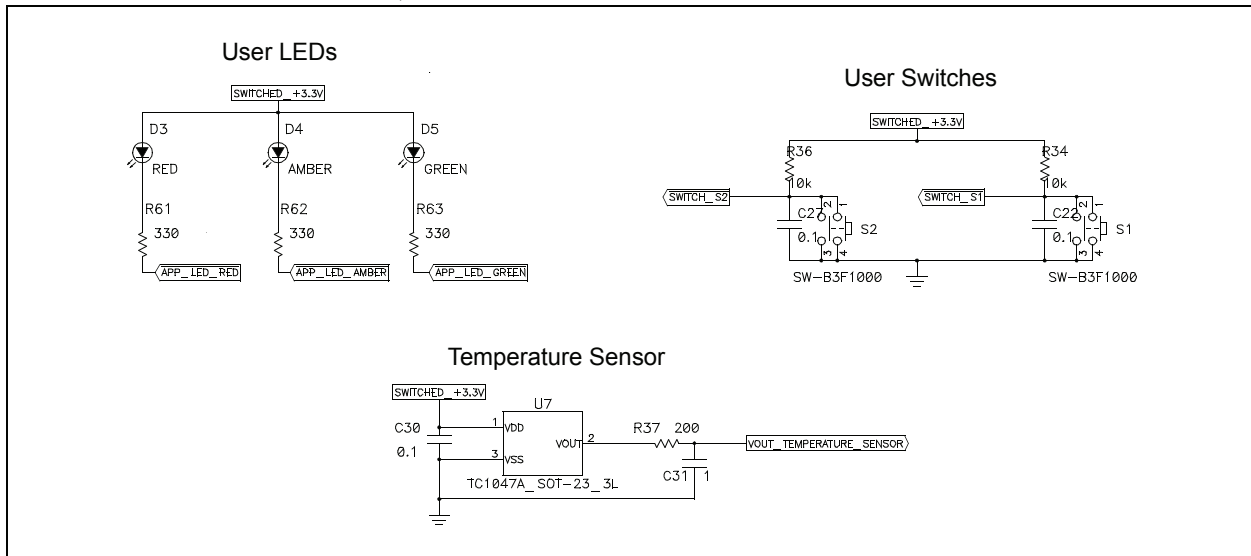 User LEDs
SWITCHED_+3.3V
D3
D4
D5
RED
AMBER
GREEN
R61
R62
R63
330
330
330
APP_LED_RED
APP_LED_AMBER
APP_LED_GREEN
User Switches
SWITCHED_+3.3V
R36
R34
10k
10k
SWITCH_S2
SWITCH_S1
2
1
2
1
C27
C22
0.1
0.1
S2
S1
3
4
3
4
SW-B3F1000
SW-B3F1000
Temperature Sensor
SWITCHED_+3.3V
U7
C30
0.1
1
VDD
3
VSS
VOUT
2
R37 200
VOUT_TEMPERATURE_SENSOR
C31
1
TC1047A_SOT-23_3L